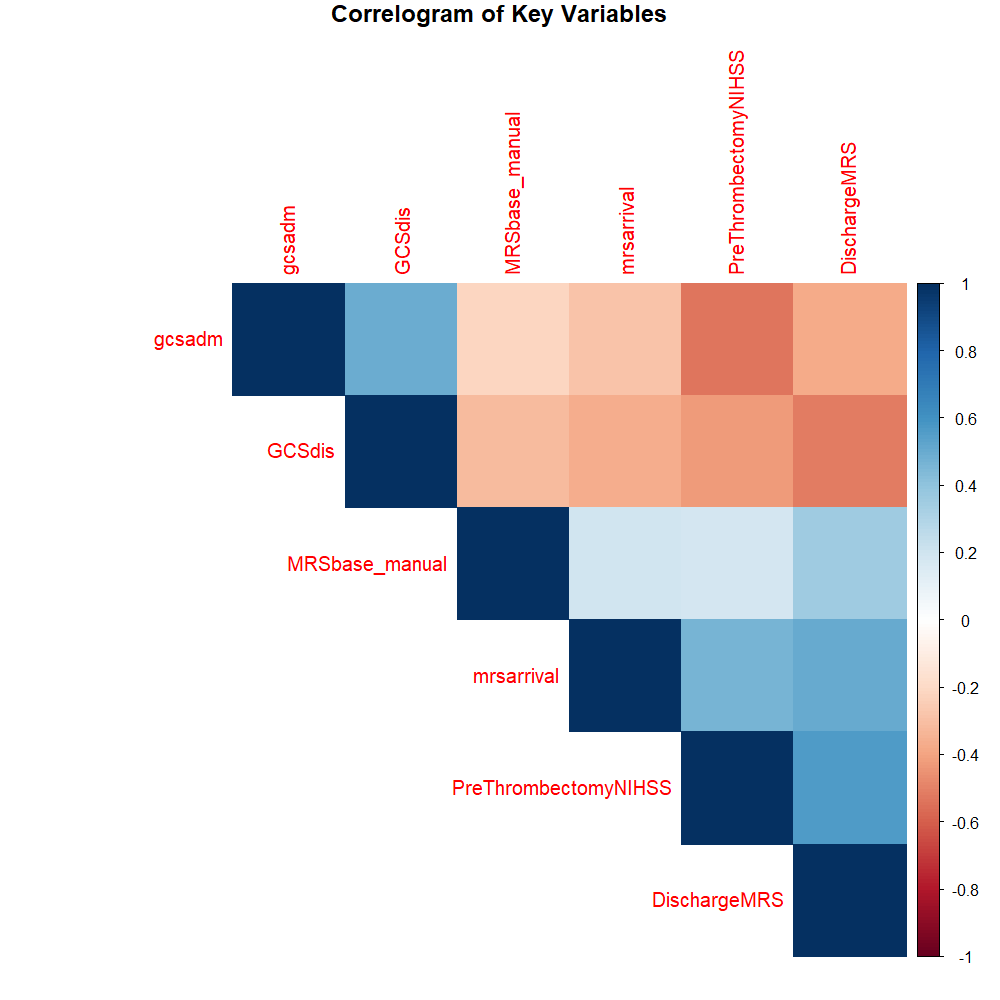 Correlogram of Key Variables
gcsadm
GCSdis
MRSbase_manual
mrsarrival
PreThrombectomyNIHSS
DischargeMRS
gcsadm
GCSdis
MRSbase_manual
mrsarrival
PreThrombectomyNIHSS
DischargeMRS
1
0.8
0.6
0.4
0.2
0
-0.2
-0.4
-0.6
-0.8
-1